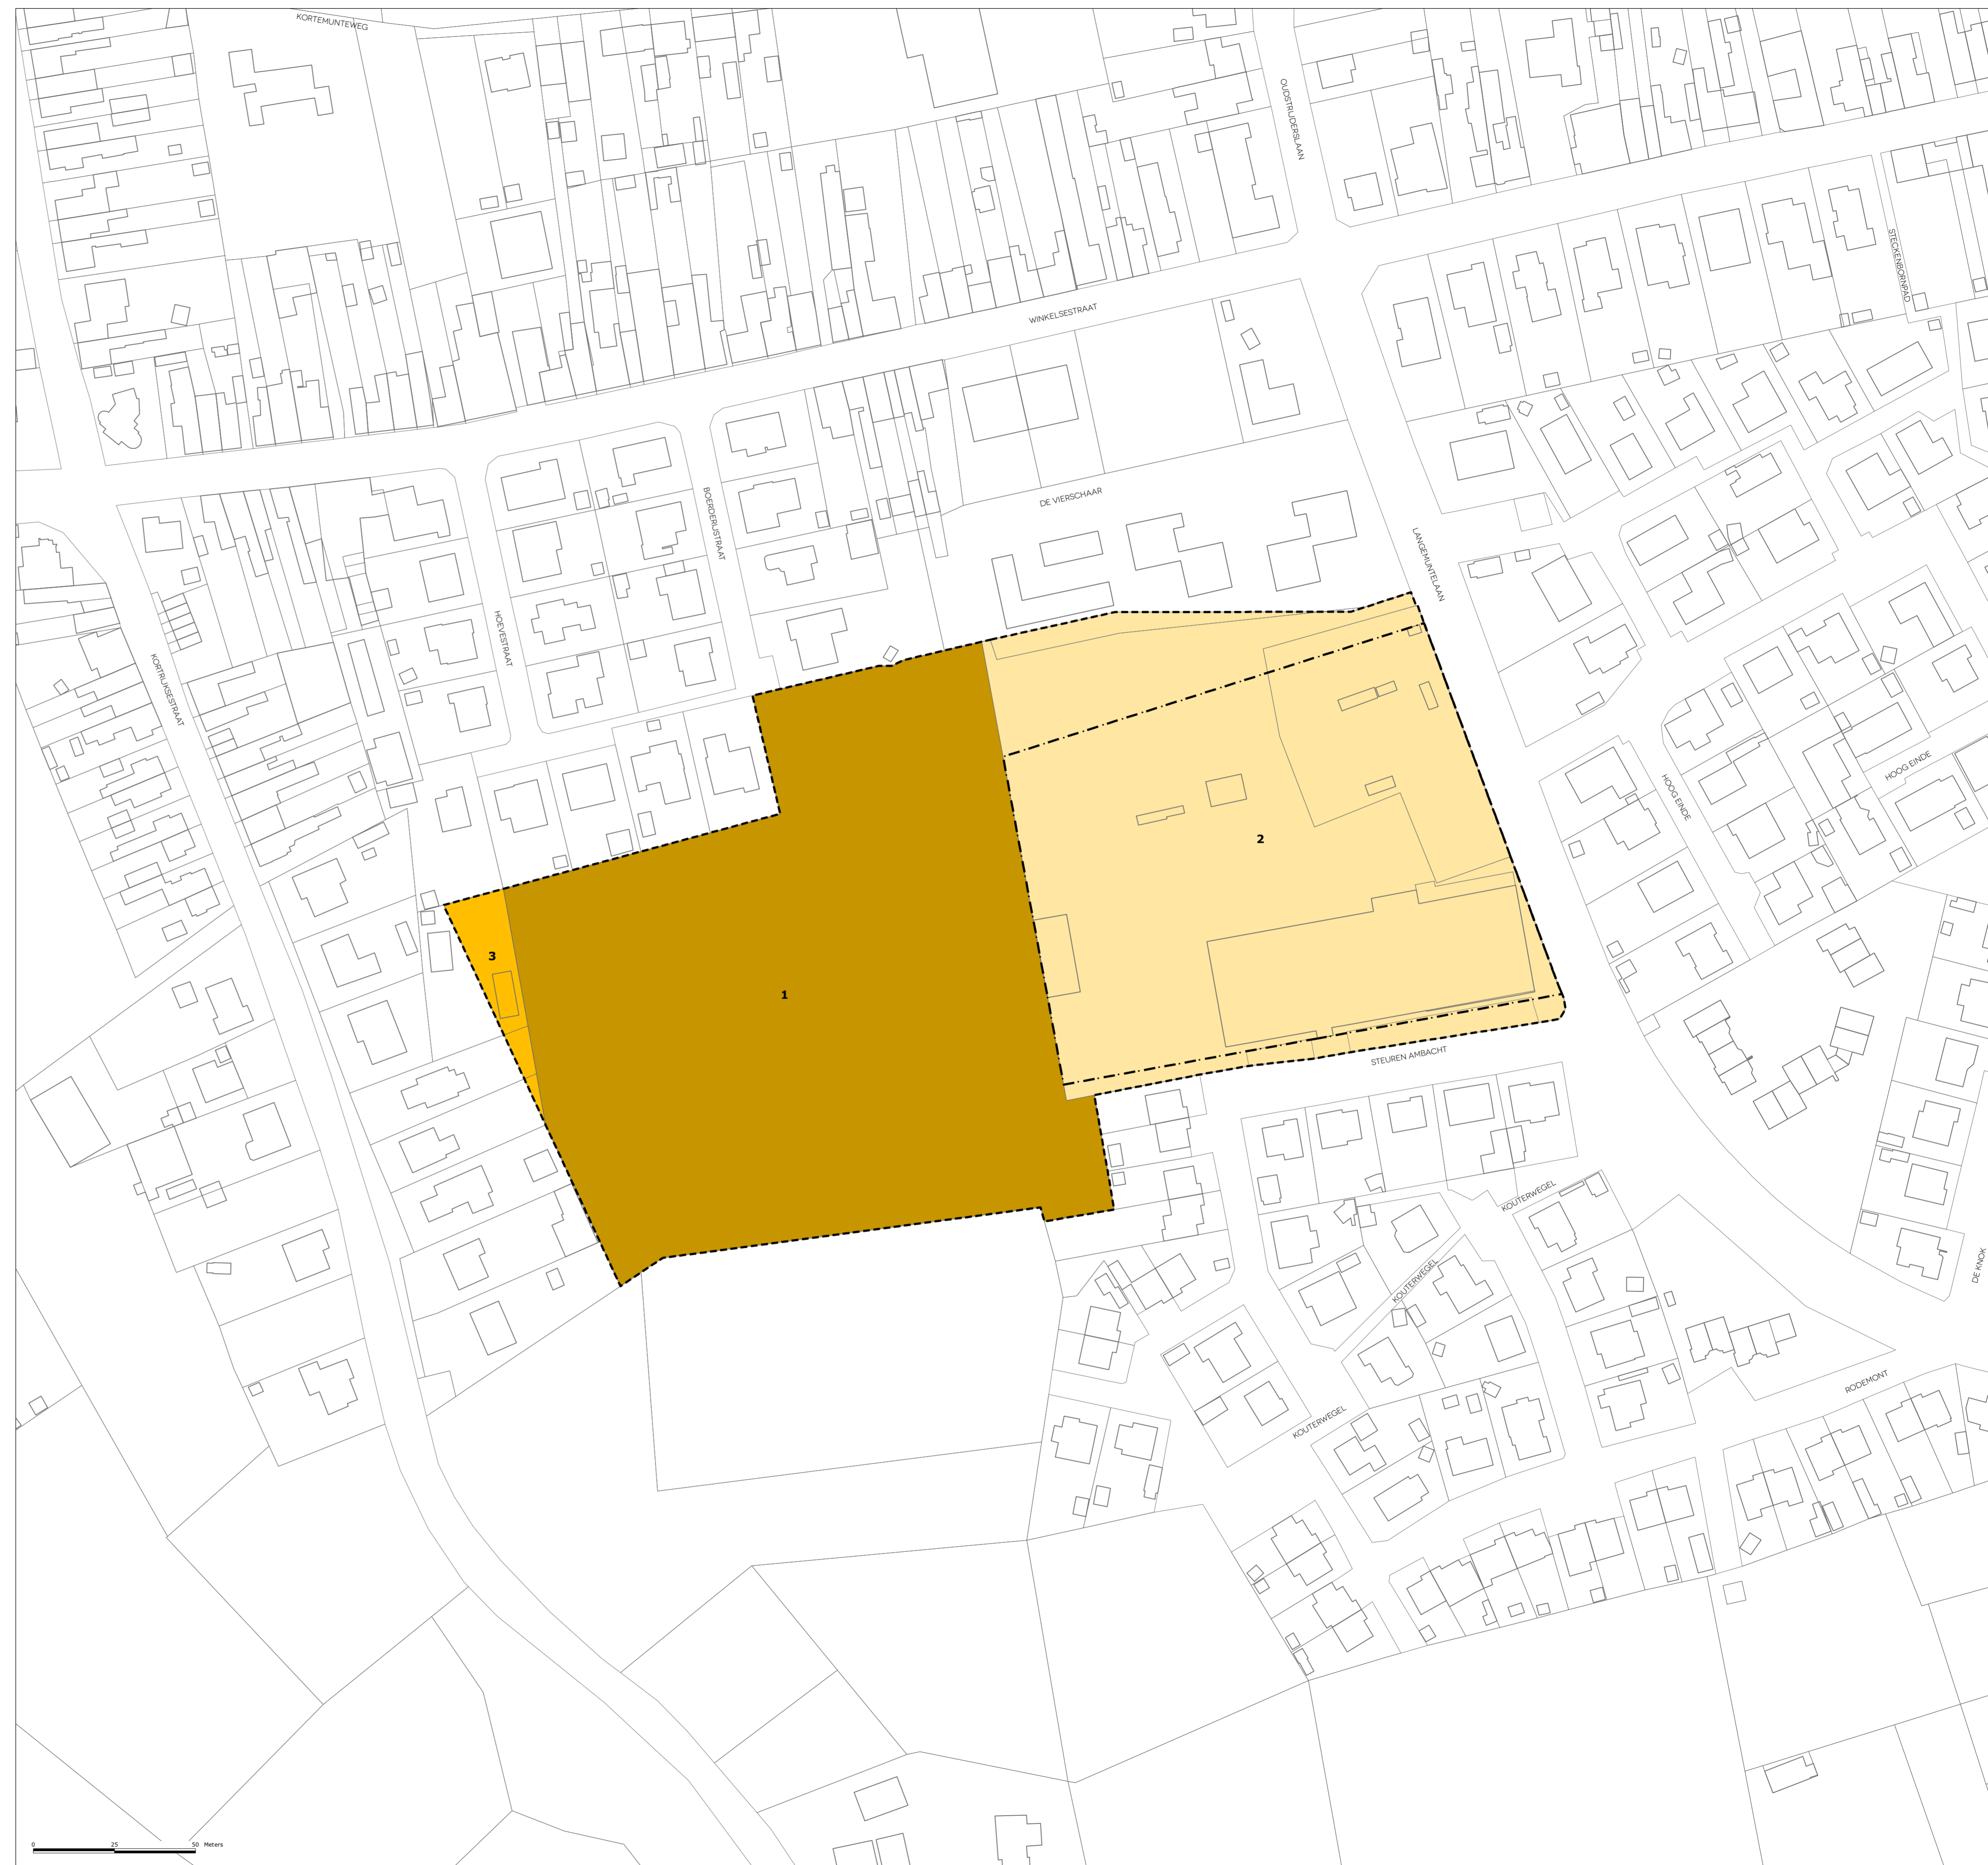 KORTEMUNTEWEG
OUDSTRIJDERSLAAN
STECKENBORNPAD
WINKELSESTRAAT
DE VIERSCHAAR
BOERDERIJSTRAAT
LANGEMUNTELAAN
HOEVESTRAAT
KORTRIJKSESTRAAT
HOOG EINDE
HOOG EINDE
2
3
1
STEUREN AMBACHT
KOUTERWEGEL
KOUTERWEGEL
DE KNOK
RODEMONT
KOUTERWEGEL
0 25 50 Meters